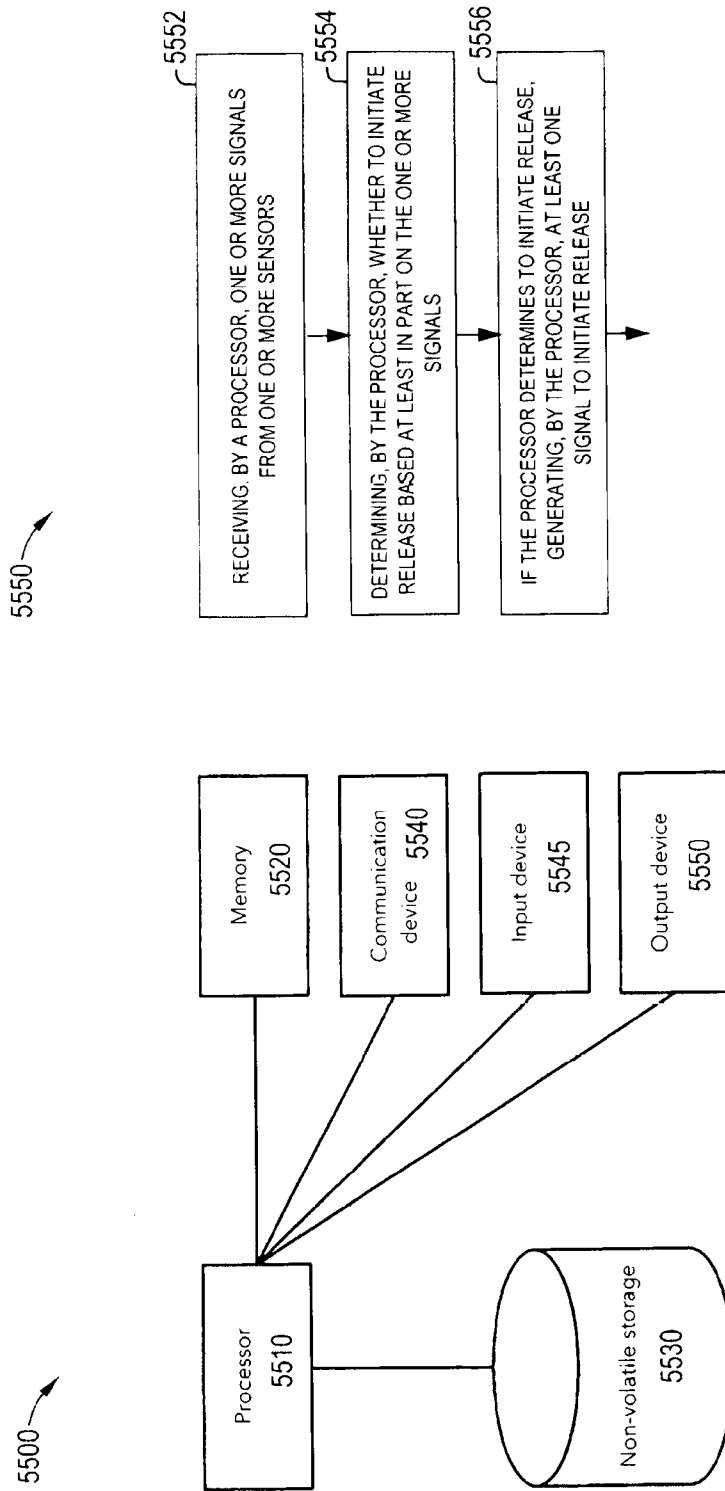 5500
Processor
5510
Non-volatile storage
5530
Memory
5520
Communication
device 5540
Input device
5545
Output device
5550
5550
5552
RECEIVING, BY A PROCESSOR, ONE OR MORE SIGNALS
FROM ONE OR MORE SENSORS
5554
DETERMINING, BY THE PROCESSOR, WHETHER TO INITIATE
RELEASE BASED AT LEAST IN PART ON THE ONE OR MORE
SIGNALS
5556
IF THE PROCESSOR DETERMINES TO INITIATE RELEASE,
GENERATING, BY THE PROCESSOR, AT LEAST ONE
SIGNAL TO INITIATE RELEASE